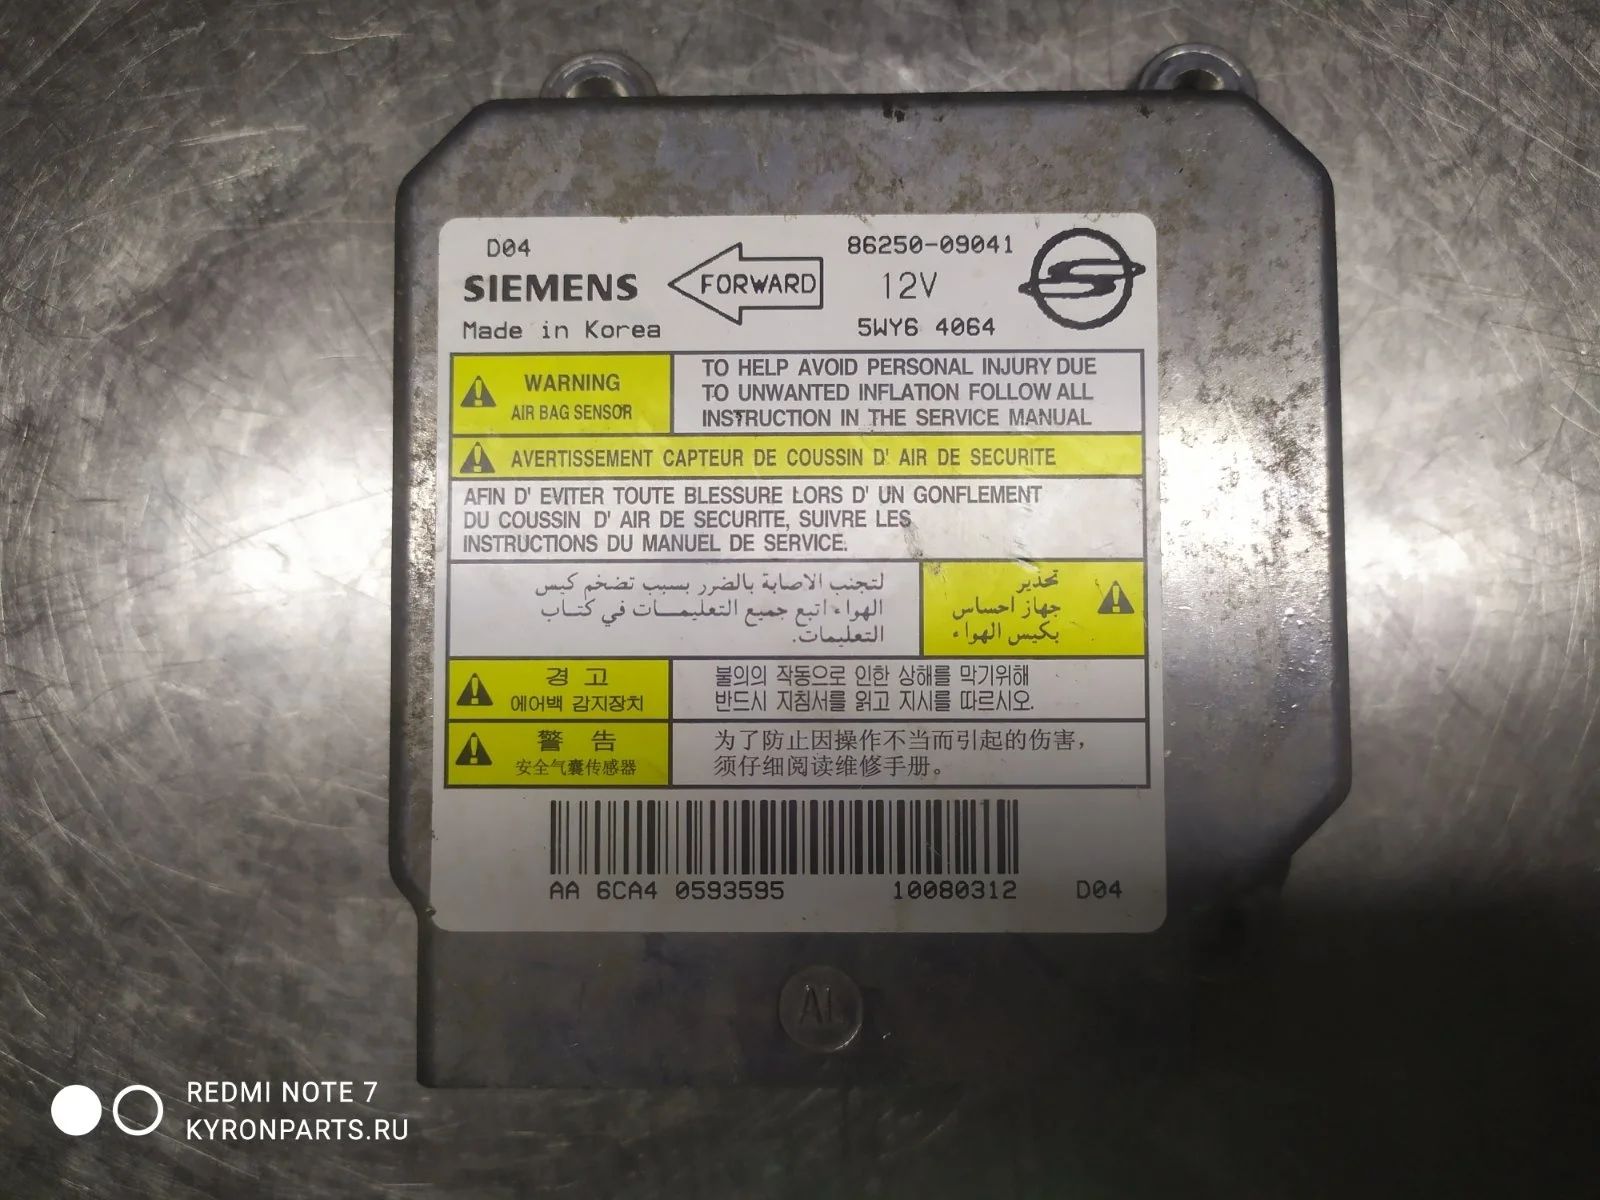 D04
SIEMENS
Made in Korea
FORWARD
86250-09041
12V
5WY6 4064
WARNING
AIR BAG SENSOR
TO HELP AVOID PERSONAL INJURY DUE
TO UNWANTED INFLATION FOLLOW ALL
INSTRUCTION IN THE SERVICE MANUAL
AVERTISSEMENT CAPTEUR DE COUSSIN D' AIR DE SECURITE
AFIN D' EVITER TOUTE BLESSURE LORS D' UN GONFLEMENT
DU COUSSIN D' AIR DE SECURITE, SUIVRE LES
INSTRUCTIONS DU MANUEL DE SERVICE.
تحذير
جهاز احساس
بكيس الهواء
لتجنب الاصابة بالضرر بسبب تضخم كيس
الهواء اتبع جميع التعليمـــات في كتــاب
التعليمات.
경 고
에어백 감지장치
불의의 작동으로 인한 상해를 막기위해
반드시 지침서를 읽고 지시를 따르시오.
警 告
安全气囊传感器
为了防止因操作不当而引起的伤害，
须仔细阅读维修手册。
AA 6CA4 0593595 10080312 D04
AI
REDMI NOTE 7
KYRONPARTS.RU